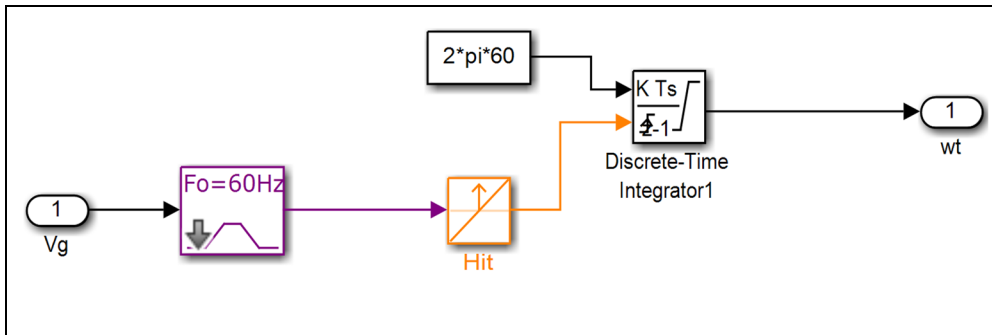 2*pi*60
K Ts
z-1
Discrete-Time
Integrator1
1
wt
Fo=60Hz
1
Vg
Hit